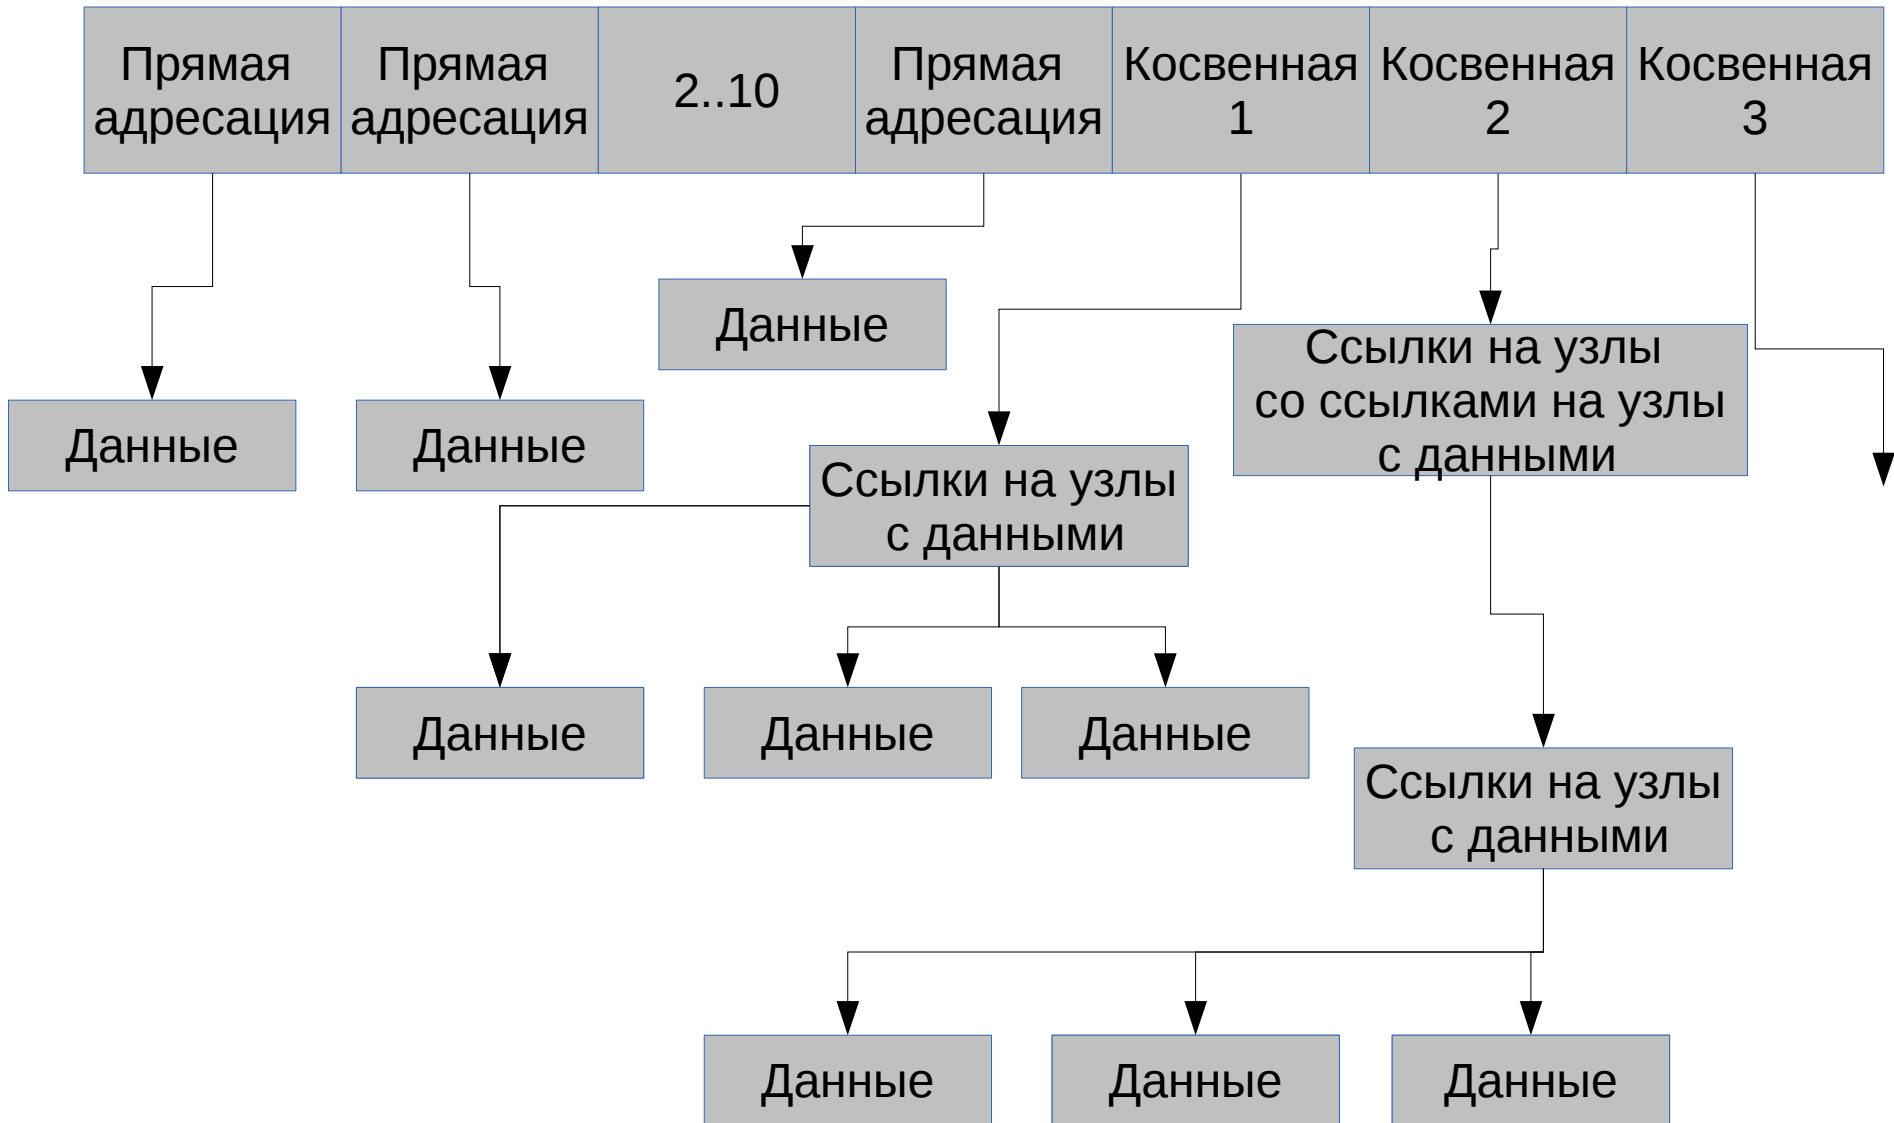 Прямая
адресация
Прямая
адресация
2..10
Прямая
адресация
Косвенная
1
Косвенная
2
Косвенная
3
Данные
Ссылки на узлы
со ссылками на узлы
с данными
Данные
Данные
Ссылки на узлы
с данными
Данные
Данные
Данные
Ссылки на узлы
с данными
Данные
Данные
Данные